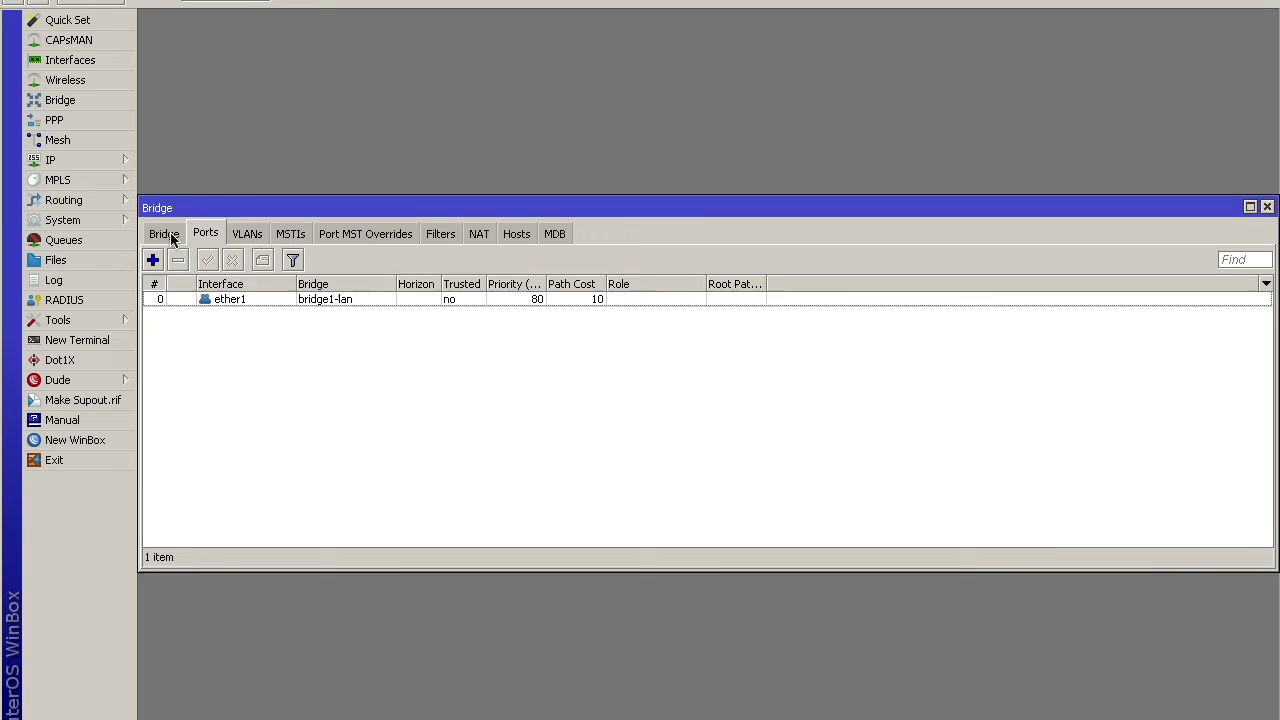 Quick Set
CAPsMAN
Interfaces
Wireless
Bridge
PPP
Mesh
IP
MPLS
Routing
System
Queues
Files
Log
RADIUS
Tools
New Terminal
Dot1X
Dude
Make Supout.rif
Manual
New WinBox
Exit
Bridge
Bridge Ports VLANs MSTIs Port MST Overrides Filters NAT Hosts MDB
Find
# Interface Bridge Horizon Trusted Priority (... Path Cost Role Root Pat...
0 ether1 bridge1-lan no 80 10
1 item
WinBox